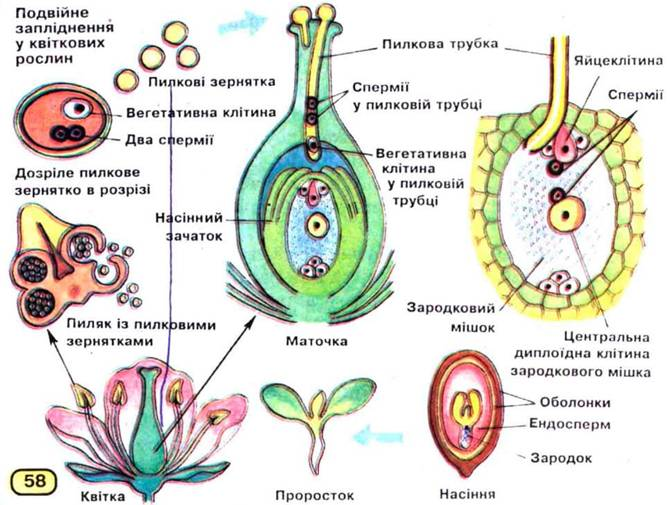 Подвійне
запліднення
у квіткових
рослин
Пилкові зернятка
Вегетативна клітина
Два спермії
Дозріле пилкове
зернятко в розрізі
Пиляк із пилковими
зернятками
Квітка
Пилкова трубка
Спермії
у пилковій трубці
Вегетативна
клітина
у пилковій
трубці
Насінний
зачаток
Маточка
Яйцеклітина
Спермії
Зародковий
мішок
Центральна
диплоїдна клітина
зародкового мішка
Оболонки
Ендосперм
Зародок
Насіння
Проросток
58